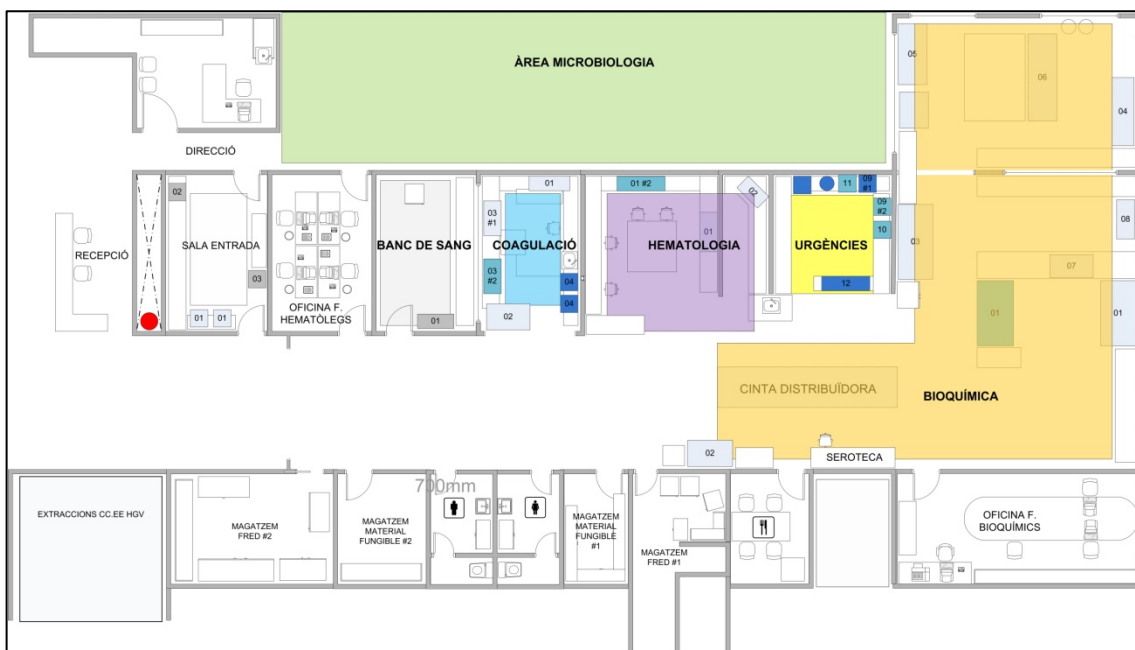 ÀREA MICROBIOLOGIA
05
06
04
DIRECCIÓ
02
01
01 #2
02
11
09
#1
09
#2
10
08
03
#1
RECEPCIÓ
SALA ENTRADA
BANC DE SANG
COAGULACIÓ
HEMATOLOGIA
01
URGÈNCIES
03
07
03
03
#2
04
04
12
OFICINA F.
HEMATÒLEGS
01
01
01
02
01
01
CINTA DISTRIBUÏDORA
BIOQUÍMICA
02
SEROTECA
700mm
EXTRACCIONS CC.EE HGV
MAGATZEM
FRED #2
MAGATZEM
MATERIAL
FUNGIBLE #2
MAGATZEM
MATERIAL
FUNGIBLE
#1
MAGATZEM
FRED #1
OFICINA F.
BIOQUÍMICS